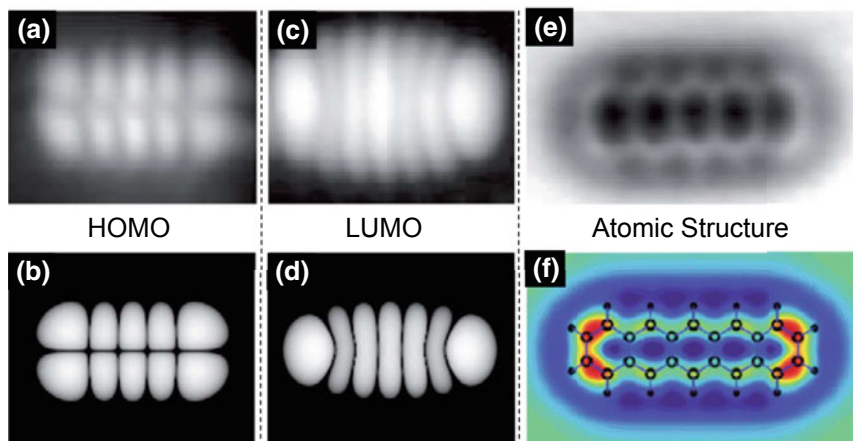 (a)
(c)
(e)
HOMO
LUMO
Atomic Structure
(b)
(d)
(f)